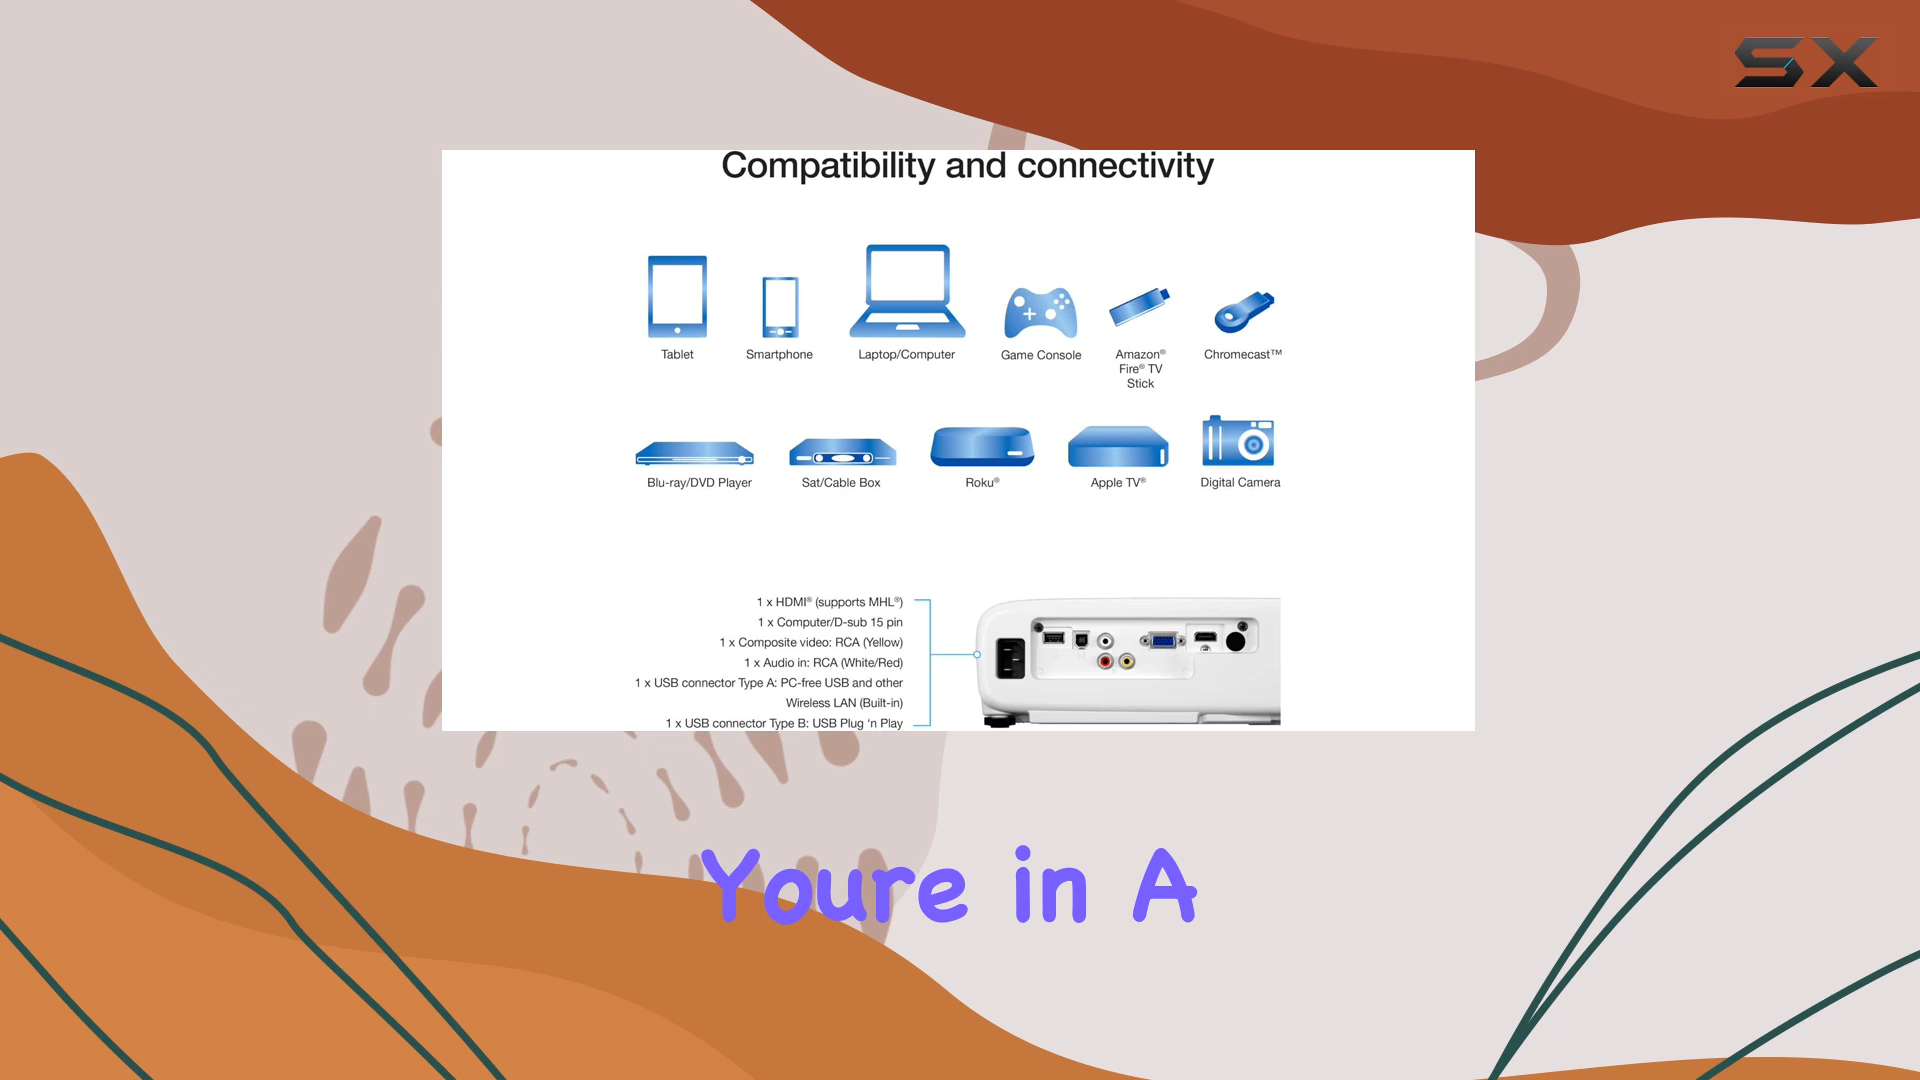 SX
Compatibility and connectivity
Tablet
Smartphone
Laptop/Computer
Game Console
Amazon®
Fire® TV
Stick
Chromecast™
Blu-ray/DVD Player
Sat/Cable Box
Roku®
Apple TV®
Digital Camera
1 x HDMI® (supports MHL®)
1 x Computer/D-sub 15 pin
1 x Composite video: RCA (Yellow)
1 x Audio in: RCA (White/Red)
1 x USB connector Type A: PC-free USB and other
Wireless LAN (Built-in)
1 x USB connector Type B: USB Plug ‘n Play
Youre in A